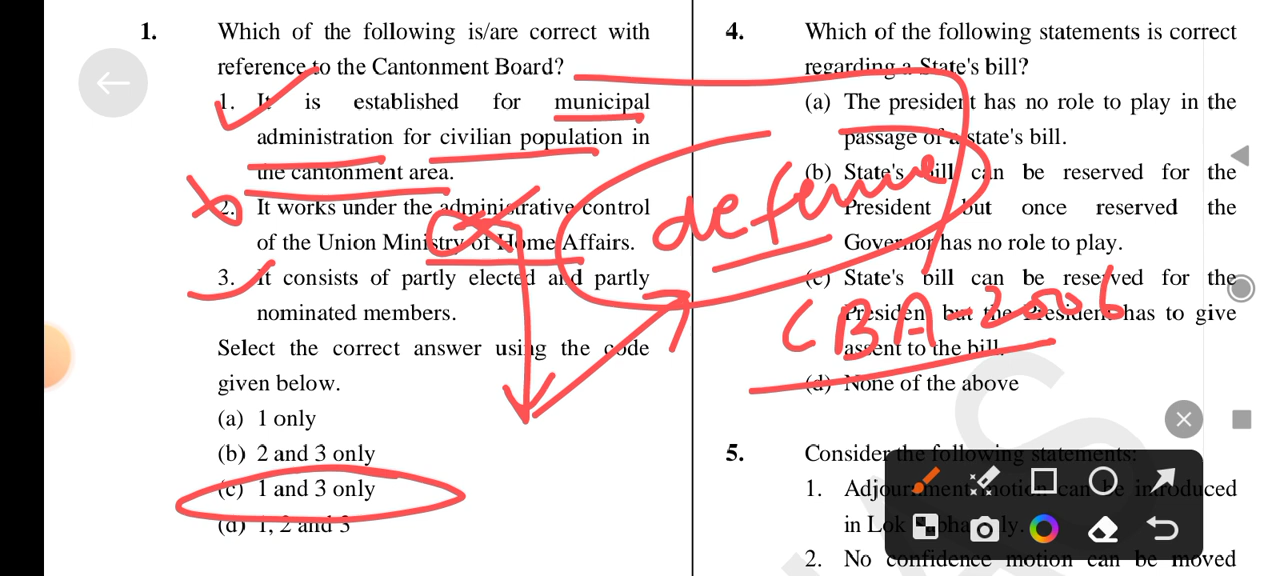 1. Which of the following is/are correct with
reference to the Cantonment Board?
1. It is established for municipal
administration for civilian population in
the cantonment area.
2. It works under the administrative control
of the Union Ministry of Home Affairs.
3. It consists of partly elected and partly
nominated members.
Select the correct answer using the code
given below.
(a) 1 only
(b) 2 and 3 only
(c) 1 and 3 only
(d) 1, 2 and 3
4. Which of the following statements is correct
regarding a State's bill?
(a) The president has no role to play in the
passage of a state's bill.
(b) State's bill can be reserved for the
President but once reserved the
Governor has no role to play.
(c) State's bill can be reserved for the
President but the President has to give
assent to the bill.
(d) None of the above
5. Consider the following statements:
1. Adjournment motion can be introduced
in Lok Sabha only.
2. No confidence motion can be moved
CBA-2006